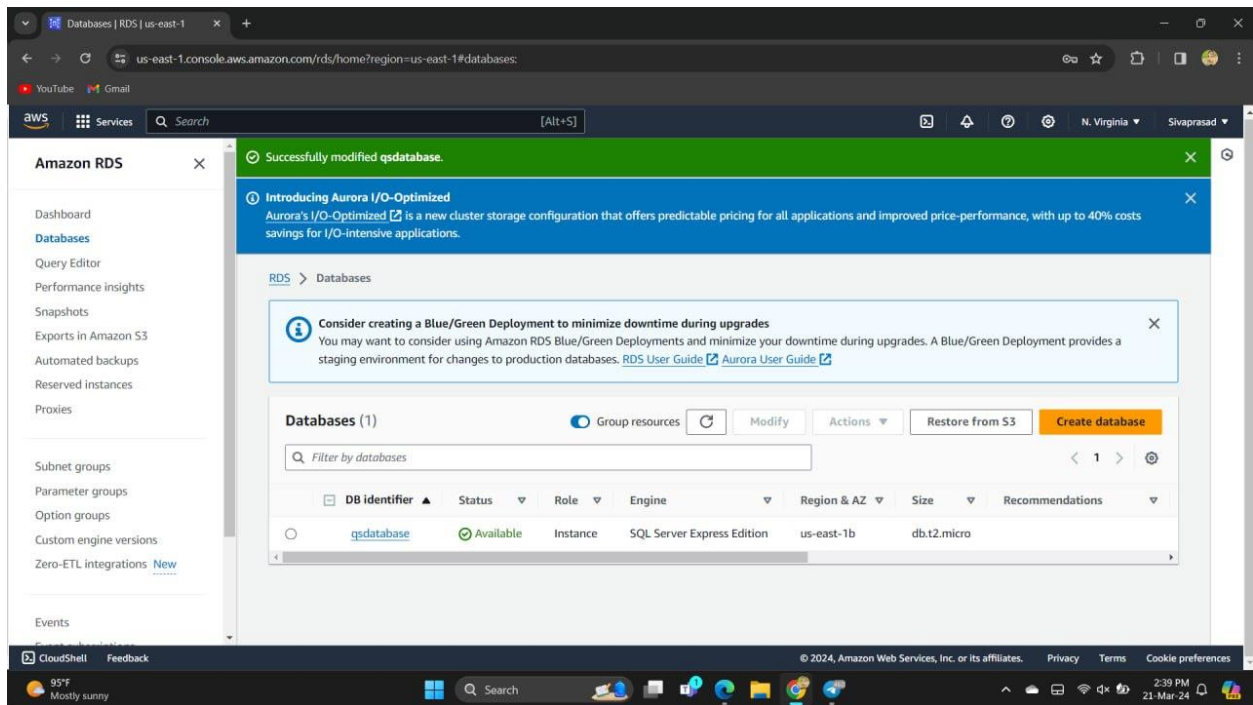 Databases | RDS | us-east-1
us-east-1.console.aws.amazon.com/rds/home?region=us-east-1#databases:
YouTube Gmail
aws Services Search [Alt+S] N. Virginia Sivaprasad
Amazon RDS
Dashboard
Databases
Query Editor
Performance insights
Snapshots
Exports in Amazon S3
Automated backups
Reserved instances
Proxies
Subnet groups
Parameter groups
Option groups
Custom engine versions
Zero-ETL integrations New
Events
Successfully modified qsdatabase.
Introducing Aurora I/O-Optimized
Aurora's I/O-Optimized is a new cluster storage configuration that offers predictable pricing for all applications and improved price-performance, with up to 40% costs
savings for I/O-intensive applications.
RDS > Databases
Consider creating a Blue/Green Deployment to minimize downtime during upgrades
You may want to consider using Amazon RDS Blue/Green Deployments and minimize your downtime during upgrades. A Blue/Green Deployment provides a
staging environment for changes to production databases. RDS User Guide Aurora User Guide
Databases (1) Group resources Modify Actions Restore from S3 Create database
Filter by databases 1
DB identifier Status Role Engine Region & AZ Size Recommendations
qsdatabase Available Instance SQL Server Express Edition us-east-1b db.t2.micro
CloudShell Feedback © 2024, Amazon Web Services, Inc. or its affiliates. Privacy Terms Cookie preferences
95°F
Mostly sunny
Search
2:39 PM
21-Mar-24